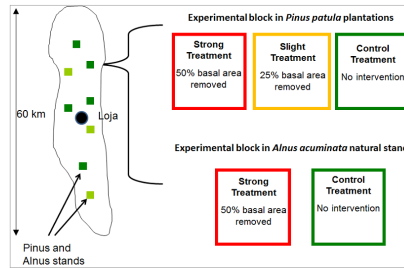 Experimental block in Pinus patula plantations
Strong
Treatment
50% basal area
removed
Slight
Treatment
25% basal area
removed
Control
Treatment
No intervention
60 km
Loja
Experimental block in Alnus acuminata natural stand
Strong
Treatment
50% basal area
removed
Control
Treatment
No intervention
Pinus and
Alnus stands